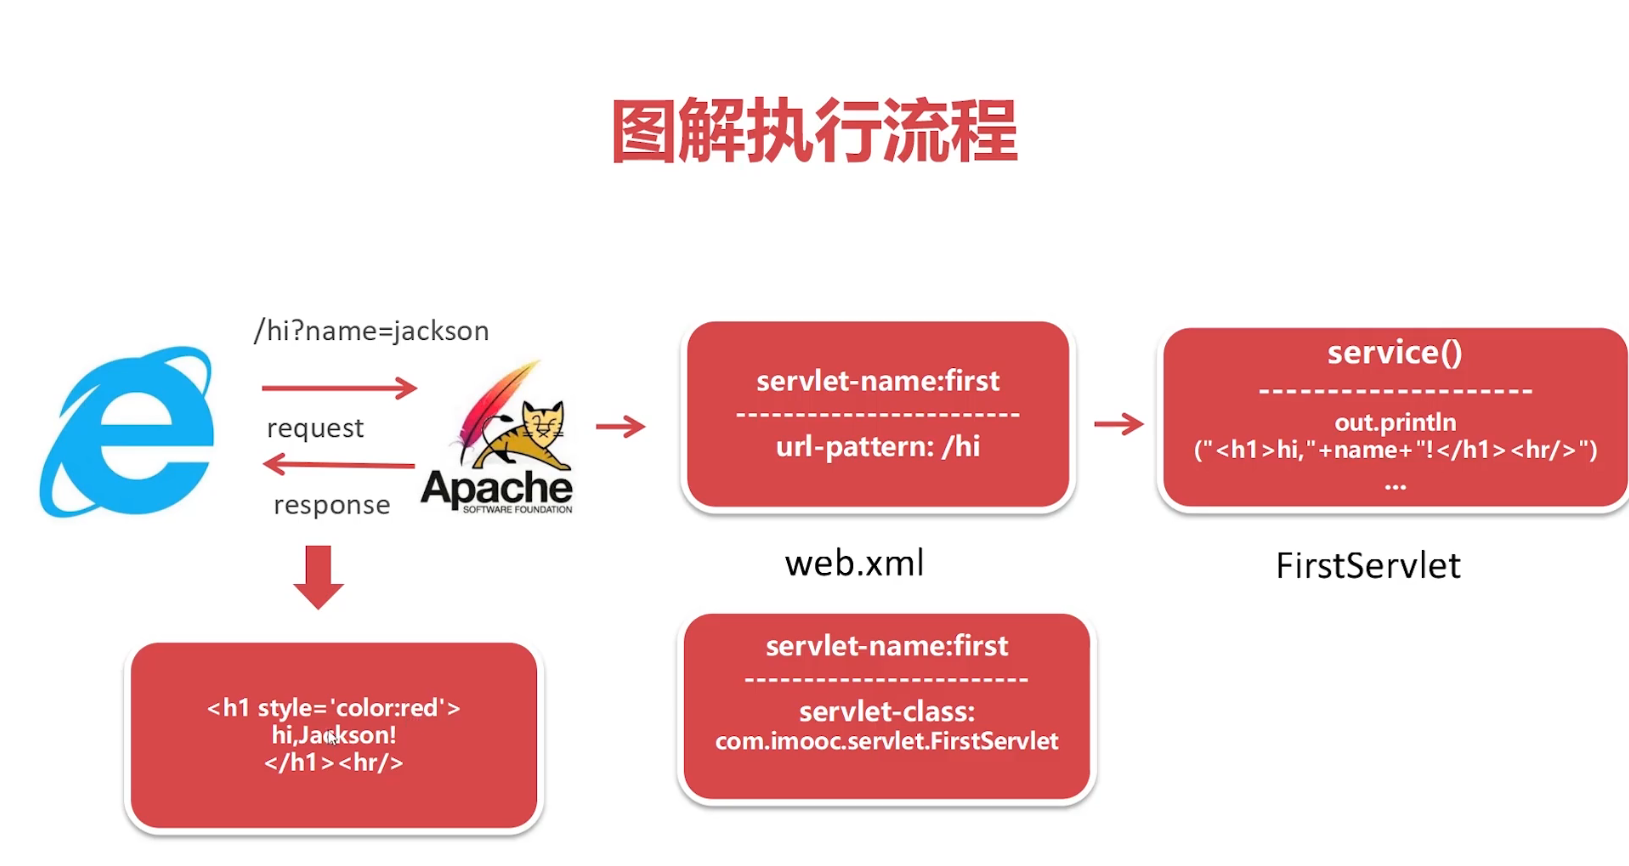 图解执行流程
/hi?name=jackson
request
response
Apache
SOFTWARE FOUNDATION
servlet-name:first
------------------------
url-pattern: /hi
web.xml
service()
--------------------
out.println
("<h1>hi,"+name+"!</h1><hr/>")
...
FirstServlet
<h1 style='color:red'>
hi,Jackson!
</h1><hr/>
servlet-name:first
------------------------
servlet-class:
com.imooc.servlet.FirstServlet